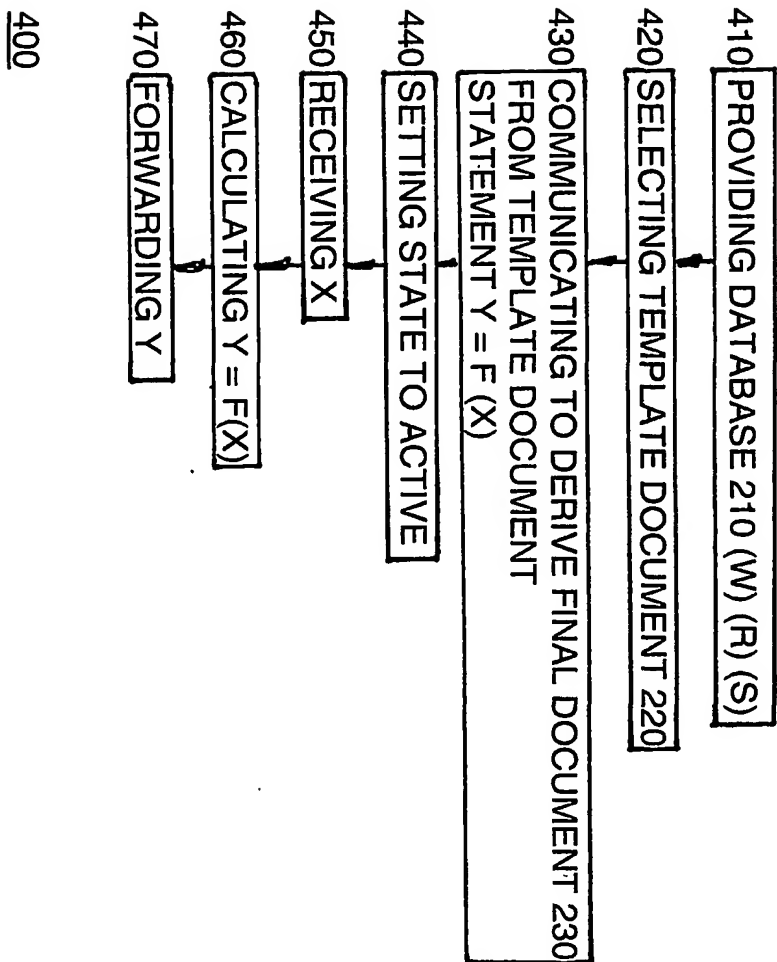 410 PROVIDING DATABASE 210 (W) (R) (S)
420 SELECTING TEMPLATE DOCUMENT 220
430 COMMUNICATING TO DERIVE FINAL DOCUMENT 230
FROM TEMPLATE DOCUMENT
STATEMENT Y = F (X)
440 SETTING STATE TO ACTIVE
450 RECEIVING X
460 CALCULATING Y = F(X)
470 FORWARDING Y
400